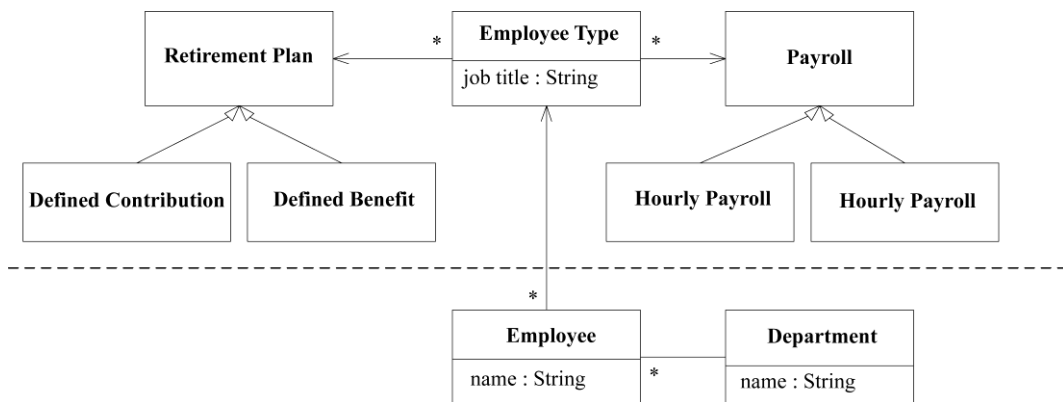 Retirement Plan
*
Employee Type
*
Payroll
job title : String
Defined Contribution
Defined Benefit
Hourly Payroll
Hourly Payroll
*
Employee
Department
name : String
*
name : String